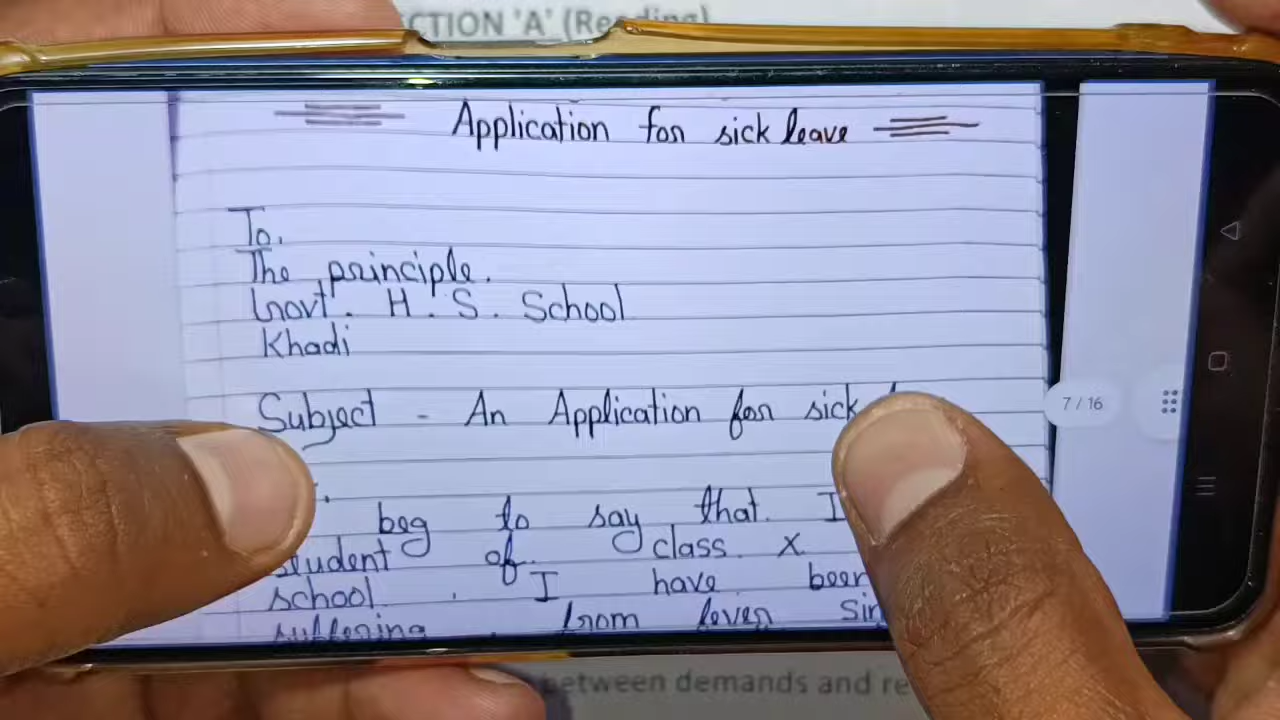 CTION 'A' (Reading)
Application for sick leave
To.
The principle.
Govt. H. S. School
Khadi
Subject - An Application for sick
beg to say that. I
student of class X
school. I have been
suffering from fever
7 / 16
between demands and re